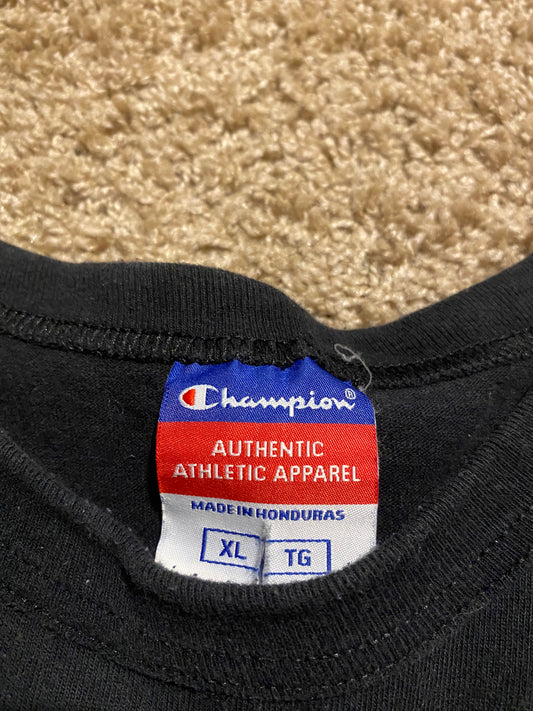 Champion®
AUTHENTIC
ATHLETIC APPAREL
MADE IN HONDURAS
XL TG